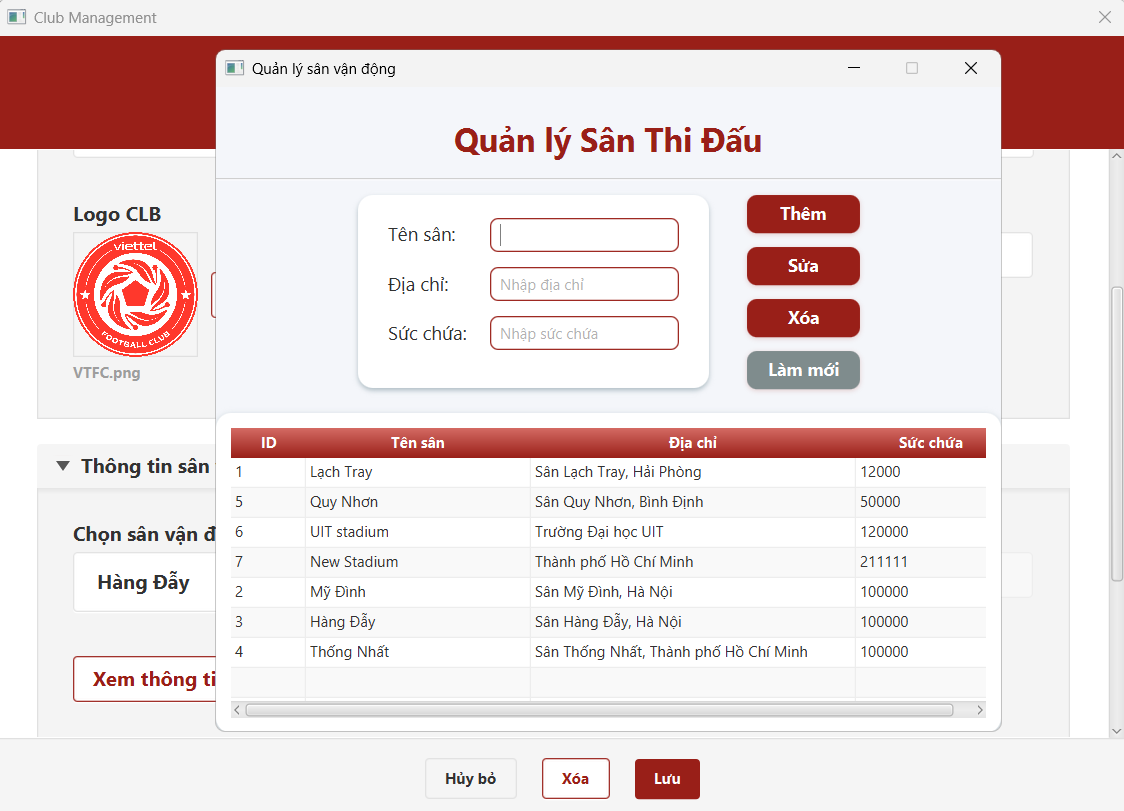 Club Management
Quản lý sân vận động
Quản lý Sân Thi Đấu
Tên sân:
Địa chỉ: Nhập địa chỉ
Sức chứa: Nhập sức chứa
Thêm
Sửa
Xóa
Làm mới
Logo CLB
viettel
FOOTBALL CLUB
VTFC.png
Thông tin sân
Chọn sân vận đ
Hàng Đẫy
Xem thông ti
ID Tên sân Địa chỉ Sức chứa
1 Lạch Tray Sân Lạch Tray, Hải Phòng 12000
5 Quy Nhơn Sân Quy Nhơn, Bình Định 50000
6 UIT stadium Trường Đại học UIT 120000
7 New Stadium Thành phố Hồ Chí Minh 211111
2 Mỹ Đình Sân Mỹ Đình, Hà Nội 100000
3 Hàng Đẫy Sân Hàng Đẫy, Hà Nội 100000
4 Thống Nhất Sân Thống Nhất, Thành phố Hồ Chí Minh 100000
Hủy bỏ Xóa Lưu